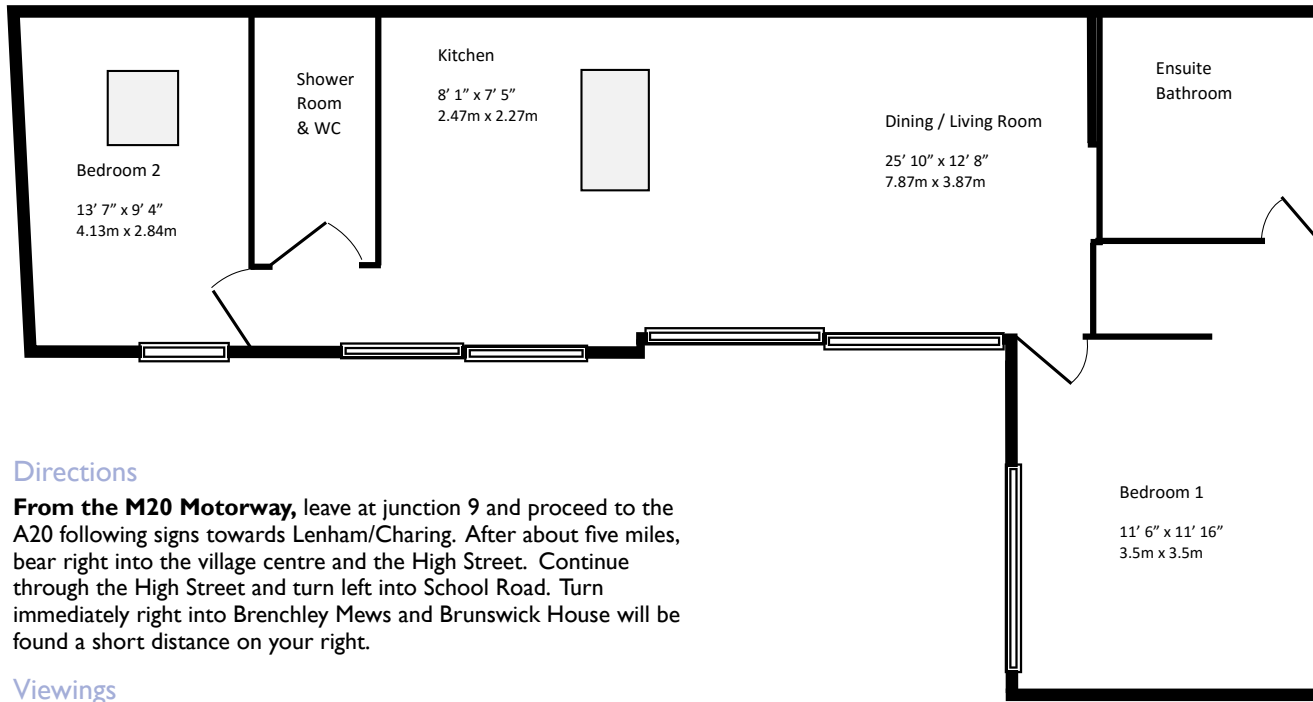 Bedroom 2
13’ 7” x 9’ 4”
4.13m x 2.84m
Shower
Room
& WC
Kitchen
8’ 1” x 7’ 5”
2.47m x 2.27m
Dining / Living Room
25’ 10” x 12’ 8”
7.87m x 3.87m
Ensuite
Bathroom
Bedroom 1
11’ 6” x 11’ 16”
3.5m x 3.5m
Directions
From the M20 Motorway, leave at junction 9 and proceed to the
A20 following signs towards Lenham/Charing. After about five miles,
bear right into the village centre and the High Street. Continue
through the High Street and turn left into School Road. Turn
immediately right into Brenchley Mews and Brunswick House will be
found a short distance on your right.
Viewings